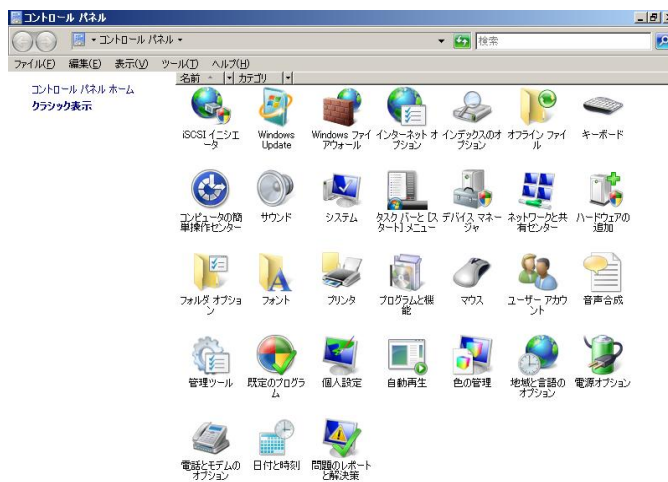 コントロール パネル
コントロール パネル
検索
ファイル(F) 編集(E) 表示(V) ツール(T) ヘルプ(H)
コントロール パネル ホーム
クラシック表示
名前 カテゴリ
iSCSI イニシエ
ータ
Windows
Update
Windows ファイ
アウォール
インターネット オ
プション
インデックスのオ
プション
オフライン ファイ
ル
キーボード
コンピュータの簡
単操作センター
サウンド
システム
タスク バーと [ス
タート] メニュー
デバイス マネー
ジャ
ネットワークと共
有センター
ハードウェアの
追加
フォルダ オプショ
ン
フォント
プリンタ
プログラムと機
能
マウス
ユーザー アカウ
ント
音声合成
管理ツール
既定のプログラ
ム
個人設定
自動再生
色の管理
地域と言語の
オプション
電源オプション
電話とモデムの
オプション
日付と時刻
問題のレポート
と解決策